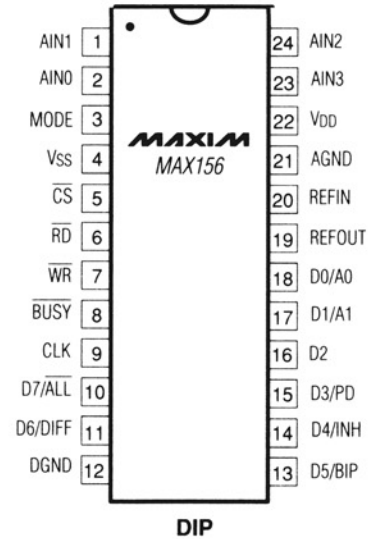 AIN1 1 24 AIN2
AIN0 2 23 AIN3
MODE 3 22 VDD
MAXIM
VSS 4 21 AGND
MAX156
CS 5 20 REFIN
RD 6 19 REFOUT
WR 7 18 D0/A0
BUSY 8 17 D1/A1
CLK 9 16 D2
D7/ALL 10 15 D3/PD
D6/DIFF 11 14 D4/INH
DGND 12 13 D5/BIP
DIP